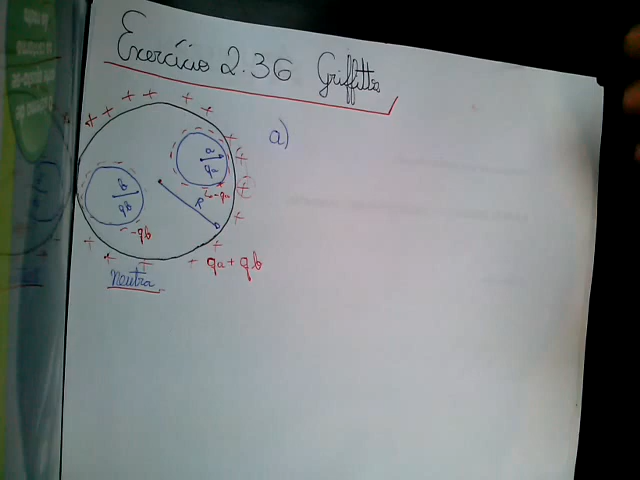 Exercício 2.36 Griffiths
a)
a
qa
-qa
b
qb
R
-qb
qa + qb
Neutra